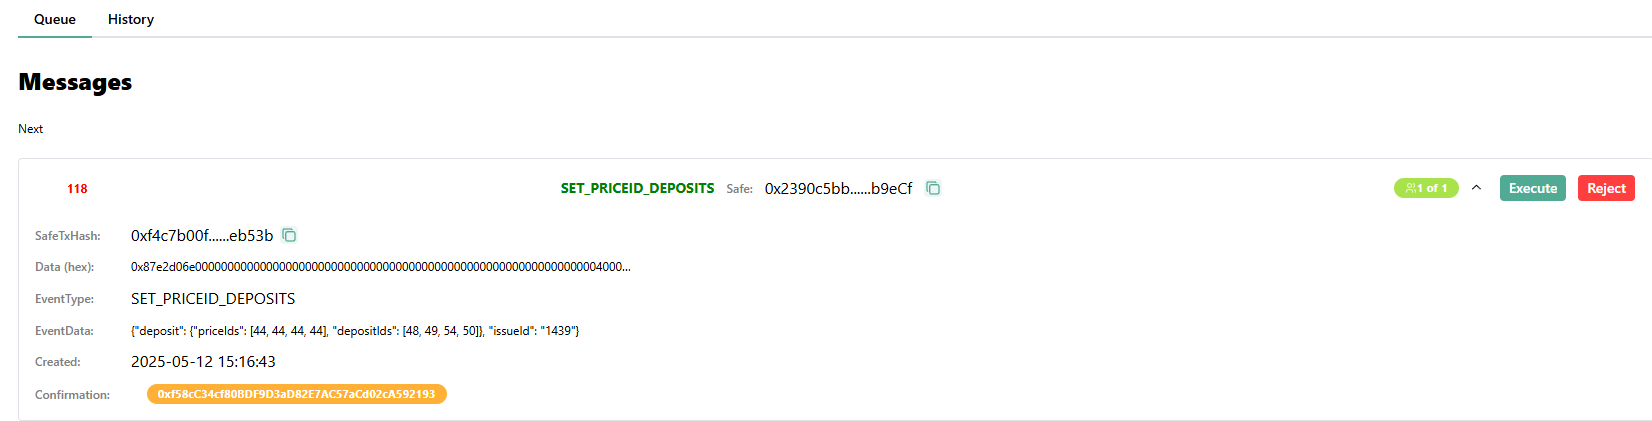 Queue History
Messages
Next
118 SET_PRICEID_DEPOSITS Safe: 0x2390c5bb......b9eCf 1 of 1 Execute Reject
SafeTxHash: 0xf4c7b00f......eb53b
Data (hex): 0x87e2d06e0000000000000000000000000000000000000000000000000000000000004000...
EventType: SET_PRICEID_DEPOSITS
EventData: {"deposit": {"priceIds": [44, 44, 44, 44], "depositIds": [48, 49, 54, 50]}, "issueId": "1439"}
Created: 2025-05-12 15:16:43
Confirmation: 0xf58cC34cf80BDF9D3aD82E7AC57aCd02cA592193